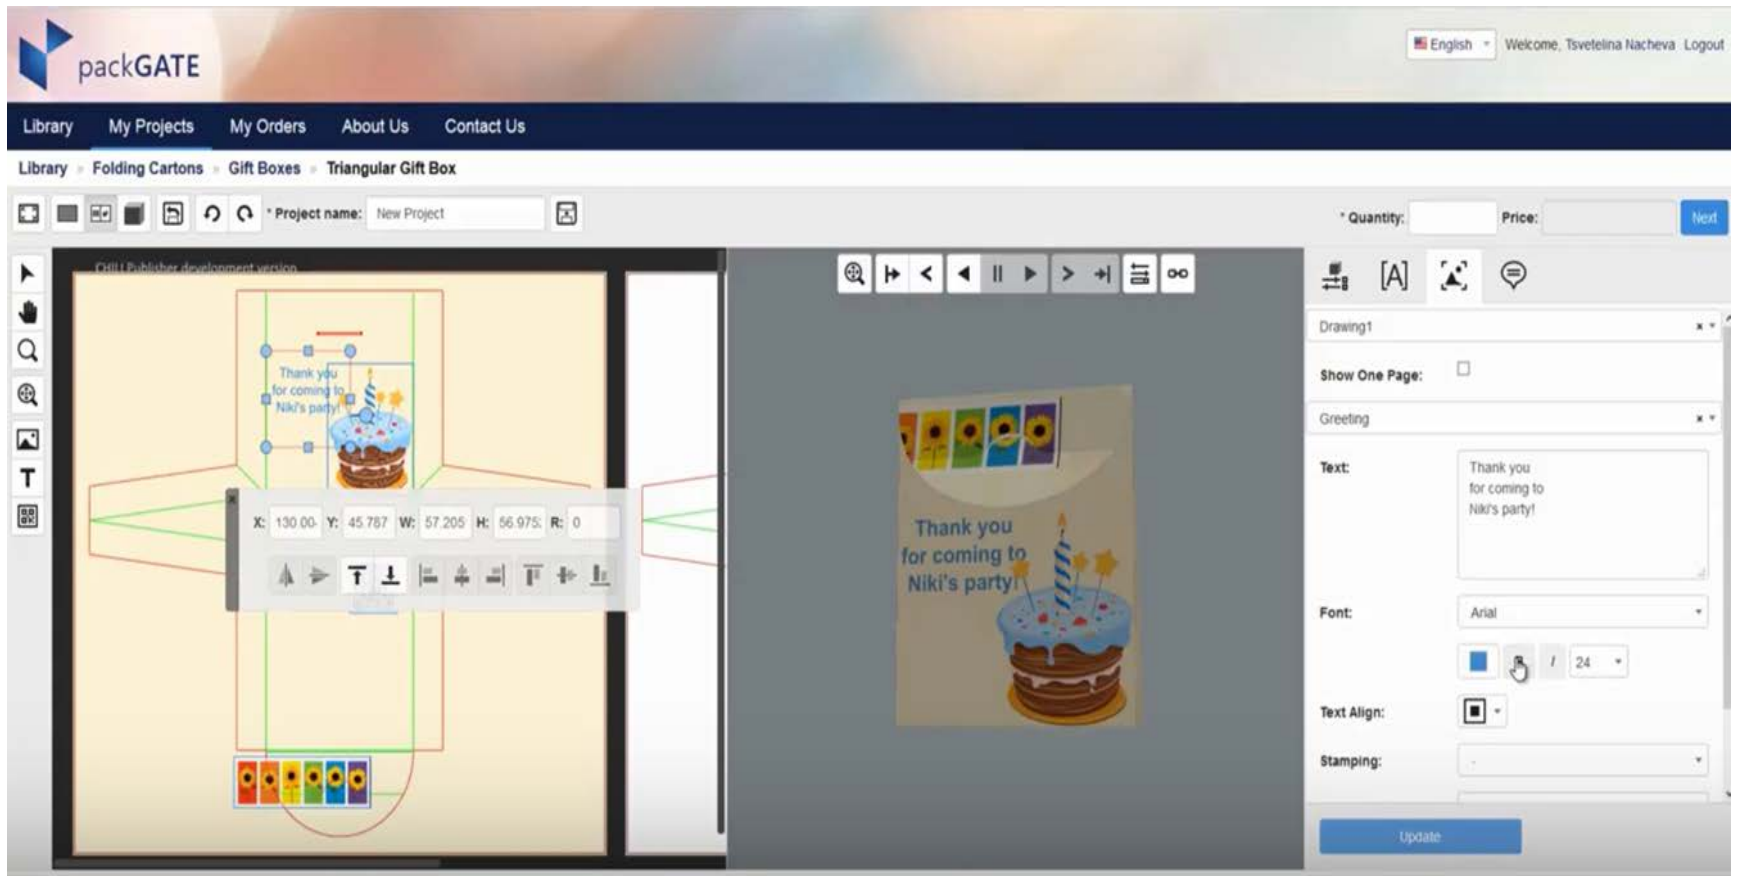 packGATE
English
Welcome, Tsvetelina Nacheva Logout
Library My Projects My Orders About Us Contact Us
Library » Folding Cartons » Gift Boxes » Triangular Gift Box
* Project name: New Project
* Quantity: Price: Next
CHILI Publisher development version
[A]
T
Thank you
for coming to
Niki's party!
X: 130.00 Y: 45.787 W: 57.205 H: 56.975: R: 0
Thank you
for coming to
Niki's party!
Drawing1
Show One Page:
Greeting
Text: Thank you
for coming to
Niki's party!
Font: Arial
I 24
Text Align:
Stamping: -
Update